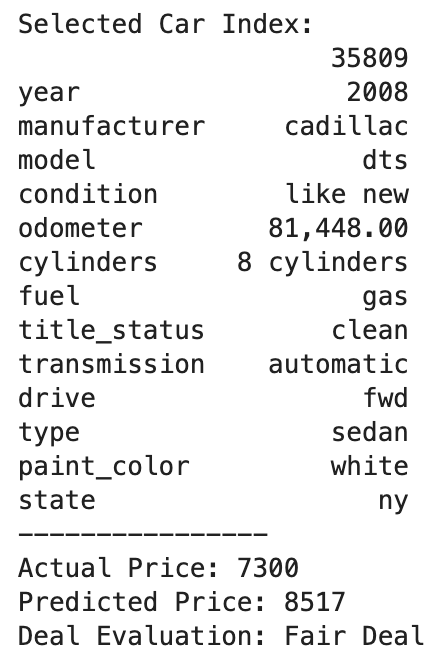 Selected Car Index:
35809
year 2008
manufacturer cadillac
model dts
condition like new
odometer 81,448.00
cylinders 8 cylinders
fuel gas
title_status clean
transmission automatic
drive fwd
type sedan
paint_color white
state ny
----------------
Actual Price: 7300
Predicted Price: 8517
Deal Evaluation: Fair Deal